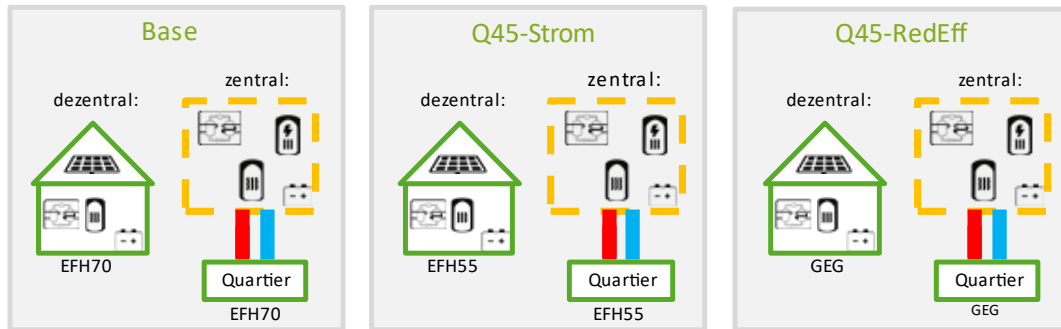 Base
zentral:
dezentral:
EFH70
Quartier
EFH70
Q45-Strom
zentral:
dezentral:
EFH55
Quartier
EFH55
Q45-RedEff
zentral:
dezentral:
GEG
Quartier
GEG